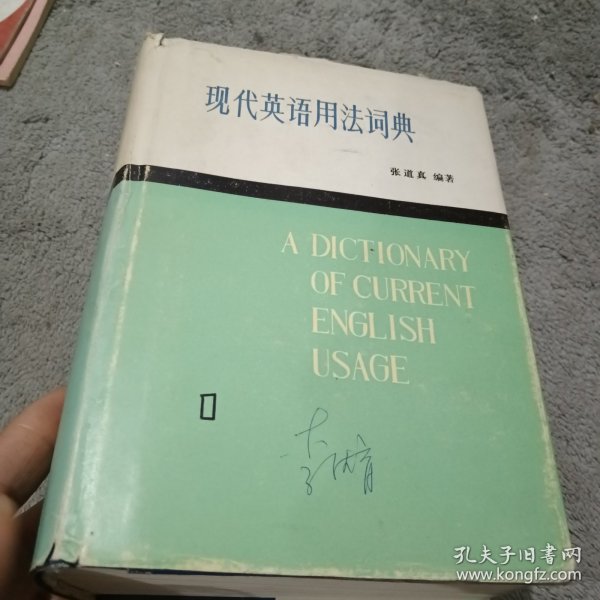 现代英语用法词典
张道真 编著
A DICTIONARY
OF CURRENT
ENGLISH
USAGE
孔夫子旧书网
www.kongfz.com